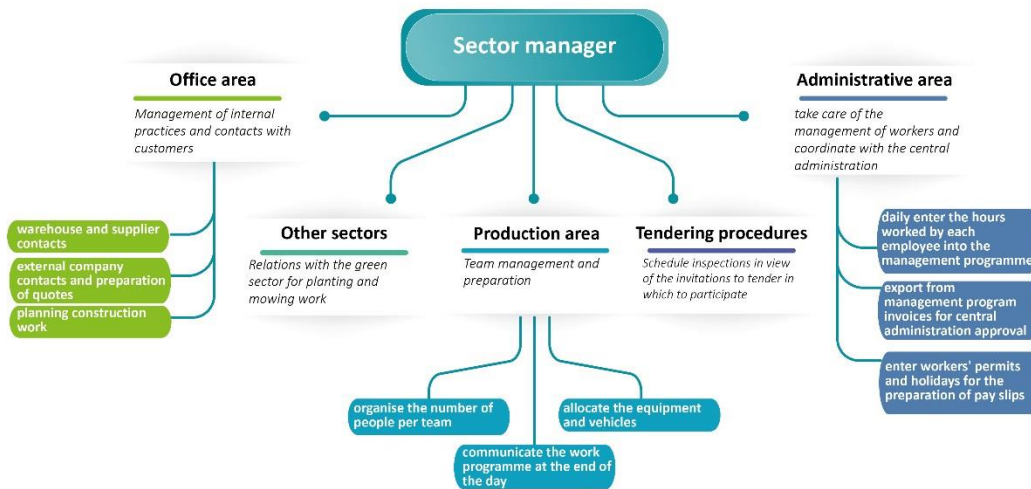 Sector manager
Office area
Management of internal
practices and contacts with
customers
warehouse and supplier
contacts
external company
contacts and preparation
of quotes
planning construction
work
Other sectors
Relations with the green
sector for planting and
mowing work
Production area
Team management and
preparation
organise the number of
people per team
communicate the work
programme at the end of
the day
allocate the equipment
and vehicles
Tendering procedures
Schedule inspections in view
of the invitations to tender in
which to participate
Administrative area
take care of the
management of workers and
coordinate with the central
administration
daily enter the hours
worked by each
employee into the
management programme
export from
management program
invoices for central
administration approval
enter workers' permits
and holidays for the
preparation of pay slips